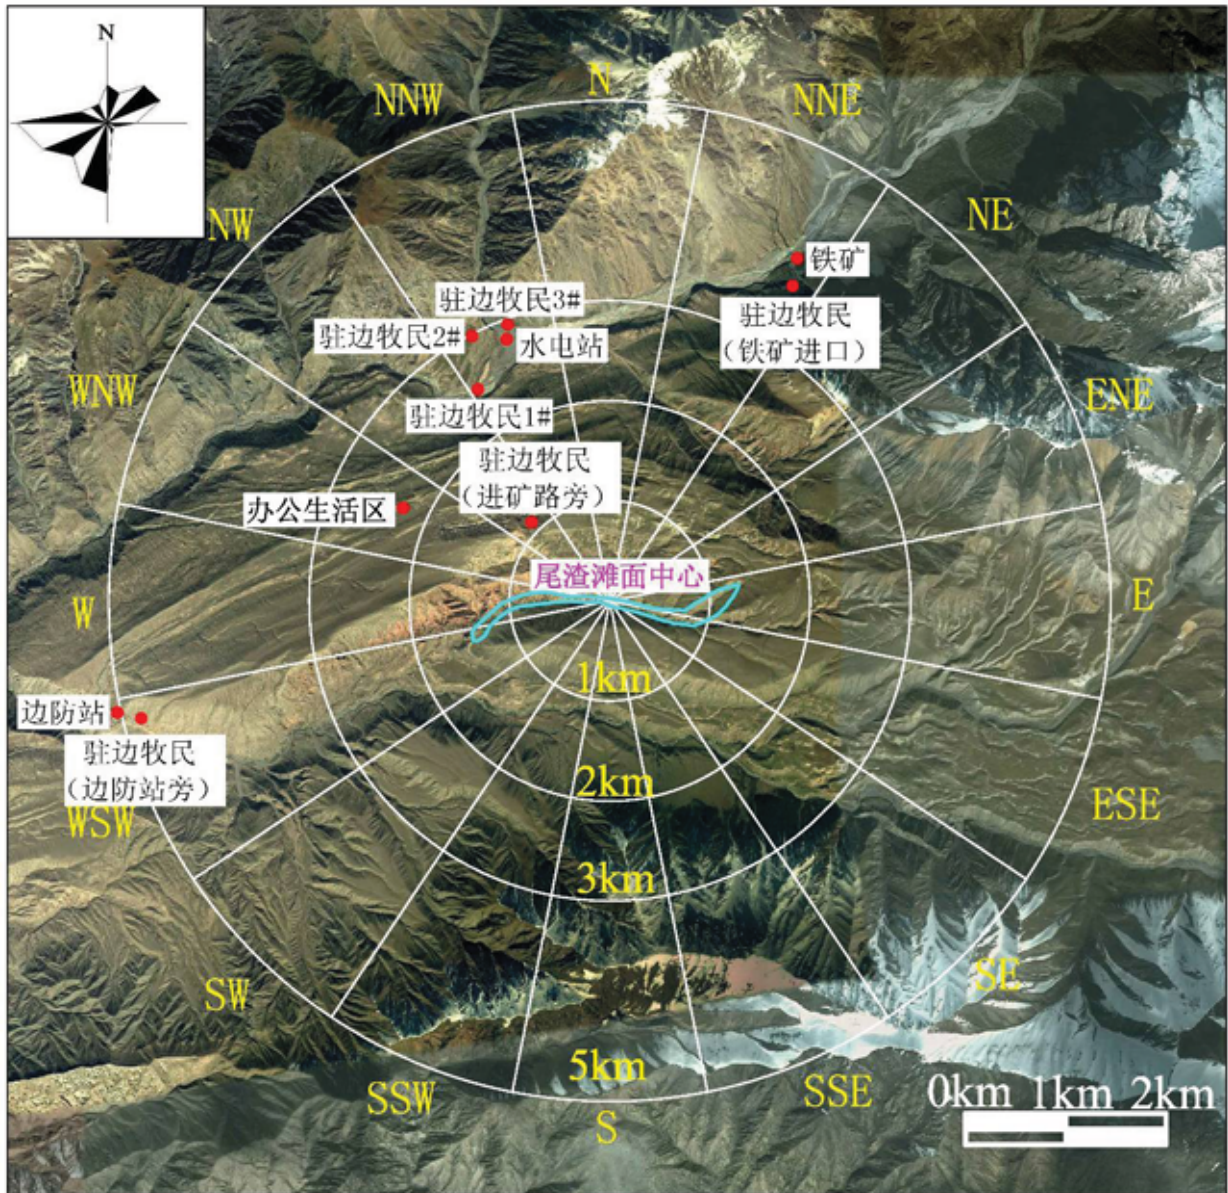 N
N
NNW
NNE
NW
NE
铁矿
驻边牧民3#
驻边牧民
（铁矿进口）
驻边牧民2#
水电站
WNW
ENE
驻边牧民1#
驻边牧民
（进矿路旁）
办公生活区
尾渣滩面中心
W
E
1km
边防站
驻边牧民
（边防站旁）
2km
WSW
ESE
3km
SW
SE
5km
SSW
SSE
0km 1km 2km
S